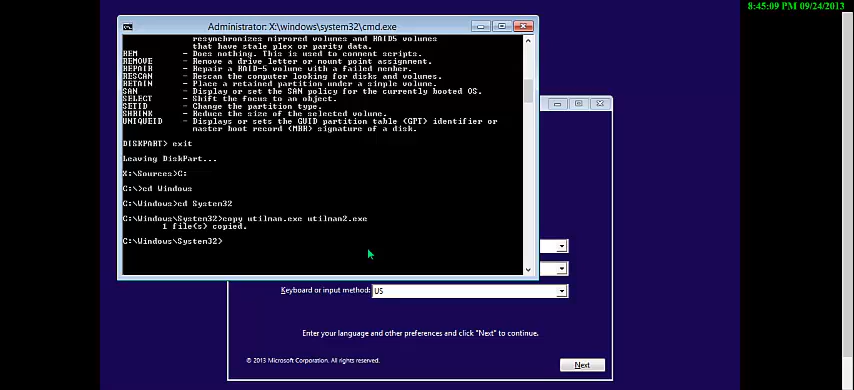 8:45:09 PM 09/24/2013
Administrator: X:\windows\system32\cmd.exe
resynchronizes mirrored volumes and RAID5 volumes
that have stale plex or parity data.
REM - Does nothing. This is used to comment scripts.
REMOVE - Remove a drive letter or mount point assignment.
REPAIR - Repair a RAID-5 volume with a failed member.
RESCAN - Rescan the computer looking for disks and volumes.
RETAIN - Place a retained partition under a simple volume.
SAN - Display or set the SAN policy for the currently booted OS.
SELECT - Shift the focus to an object.
SETID - Change the partition type.
SHRINK - Reduce the size of the selected volume.
UNIQUEID - Displays or sets the GUID partition table (GPT) identifier or
master boot record (MBR) signature of a disk.
DISKPART> exit
Leaving DiskPart...
X:\Sources>C:
C:\>cd Windows
C:\Windows>cd System32
C:\Windows\System32>copy utilman.exe utilman2.exe
1 file(s) copied.
C:\Windows\System32>
Keyboard or input method: US
Enter your language and other preferences and click "Next" to continue.
© 2013 Microsoft Corporation. All rights reserved.
Next